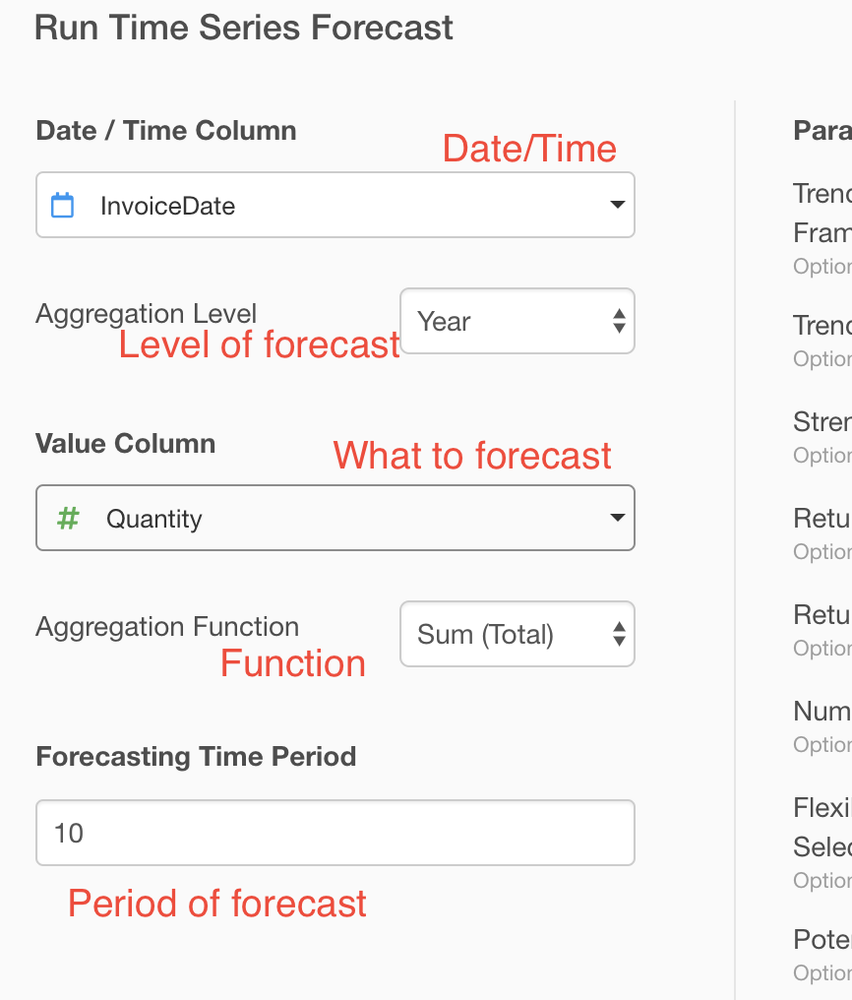 Run Time Series Forecast
Date / Time Column
Date/Time
InvoiceDate
Aggregation Level
Year
Level of forecast
Value Column
What to forecast
# Quantity
Aggregation Function
Sum (Total)
Function
Forecasting Time Period
10
Period of forecast
Para
Trend
Fram
Option
Trend
Option
Stren
Option
Retu
Option
Retu
Option
Num
Option
Flexi
Selec
Option
Poter
Option